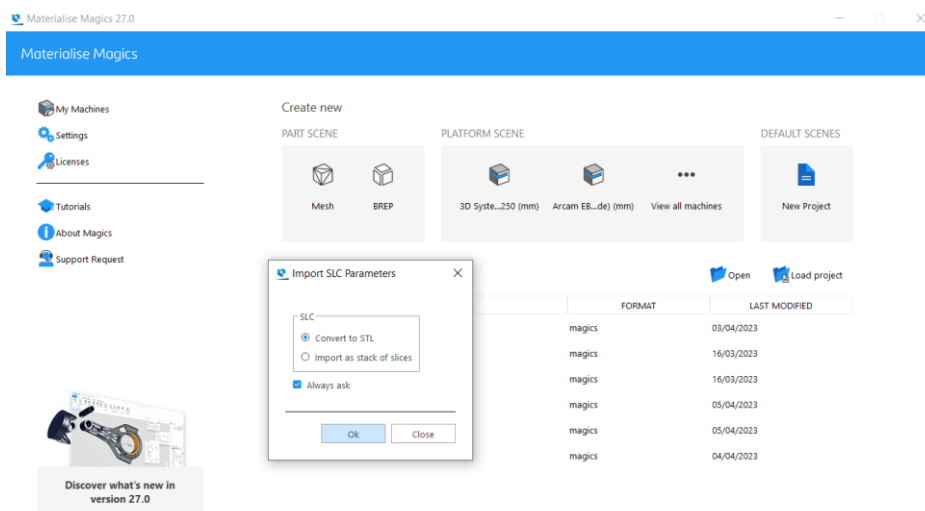 Materialise Magics 27.0
Materialise Magics
My Machines
Settings
Licenses
Tutorials
About Magics
Support Request
Discover what's new in
version 27.0
Create new
PART SCENE
PLATFORM SCENE
DEFAULT SCENES
Mesh
BREP
3D Syste...250 (mm)
Arcam EB...de) (mm)
View all machines
New Project
Open
Load project
FORMAT
LAST MODIFIED
magics
03/04/2023
magics
16/03/2023
magics
16/03/2023
magics
05/04/2023
magics
05/04/2023
magics
04/04/2023
Import SLC Parameters
SLC
Convert to STL
Import as stack of slices
Always ask
Ok
Close